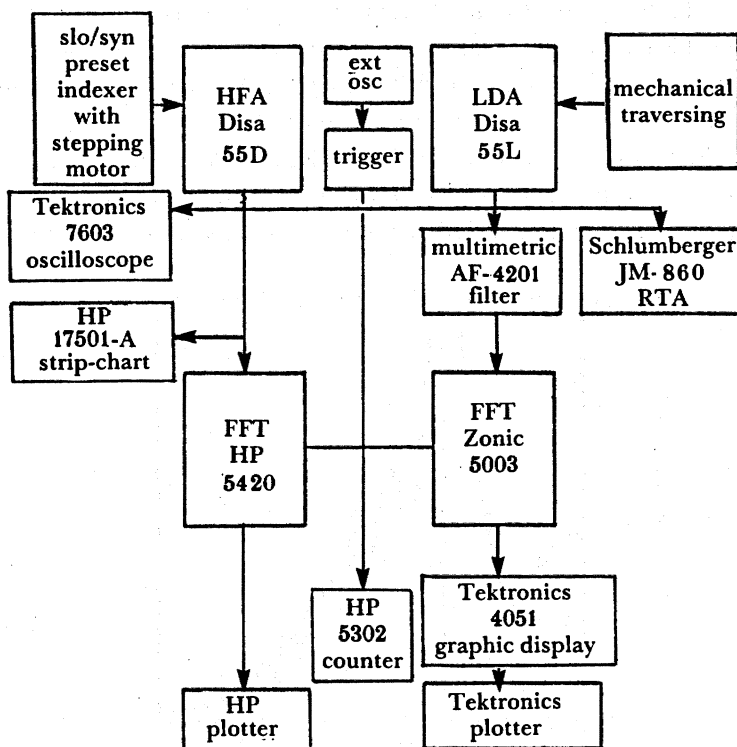 slo/syn
preset
indexer
with
stepping
motor
HFA
Disa
55D
ext
osc
trigger
LDA
Disa
55L
mechanical
traversing
Tektronics
7603
oscilloscope
multimetric
AF-4201
filter
Schlumberger
JM-860
RTA
HP
17501-A
strip-chart
FFT
HP
5420
FFT
Zonic
5003
HP
5302
counter
Tektronics
4051
graphic display
HP
plotter
Tektronics
plotter